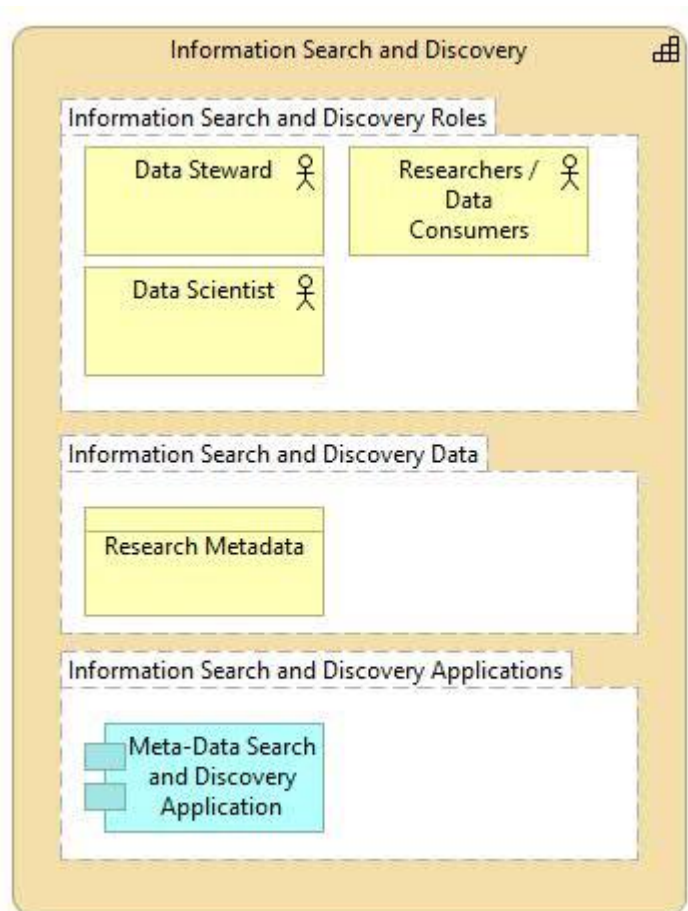 Information Search and Discovery
Information Search and Discovery Roles
Data Steward
Researchers /
Data
Consumers
Data Scientist
Information Search and Discovery Data
Research Metadata
Information Search and Discovery Applications
Meta-Data Search
and Discovery
Application